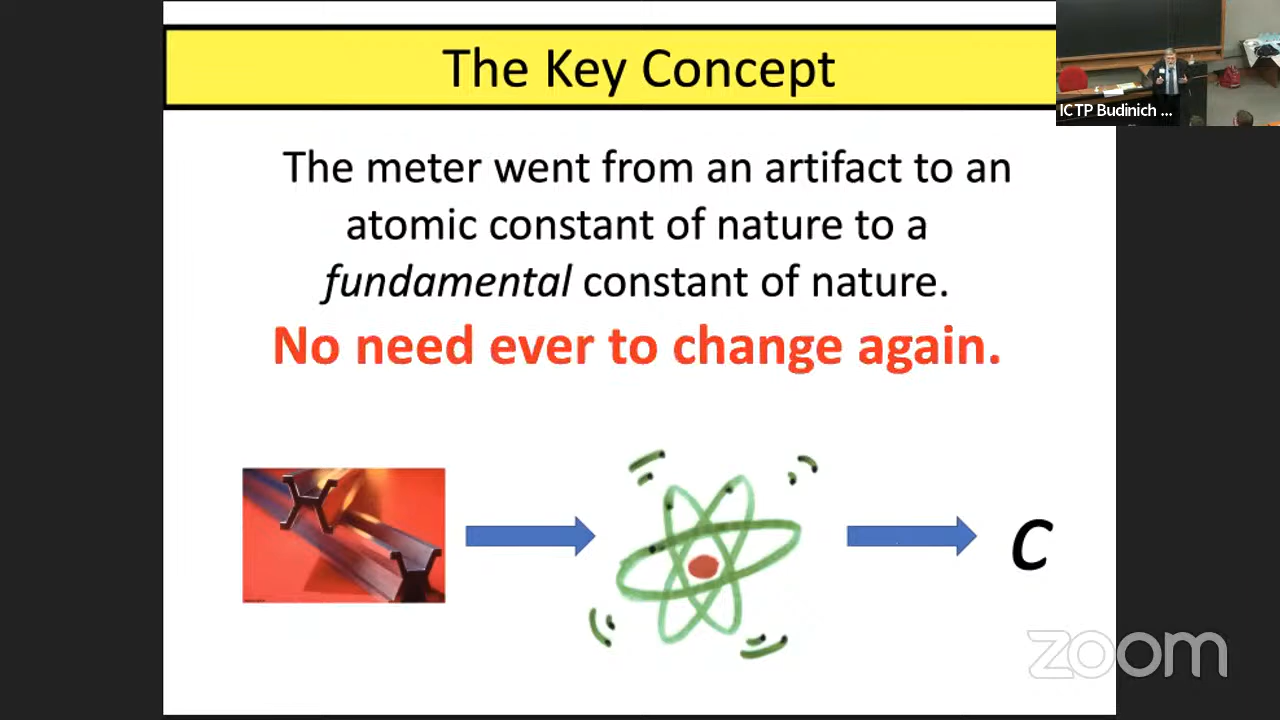 The Key Concept
ICTP Budinich ...
The meter went from an artifact to an
atomic constant of nature to a
fundamental constant of nature.
No need ever to change again.
c
zoom